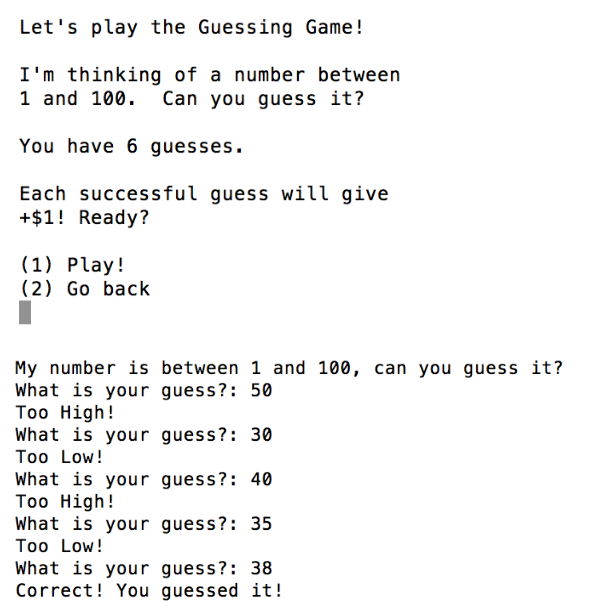 Let's play the Guessing Game!
I'm thinking of a number between
1 and 100.  Can you guess it?
You have 6 guesses.
Each successful guess will give
+$1! Ready?
(1) Play!
(2) Go back
My number is between 1 and 100, can you guess it?
What is your guess?: 50
Too High!
What is your guess?: 30
Too Low!
What is your guess?: 40
Too High!
What is your guess?: 35
Too Low!
What is your guess?: 38
Correct! You guessed it!